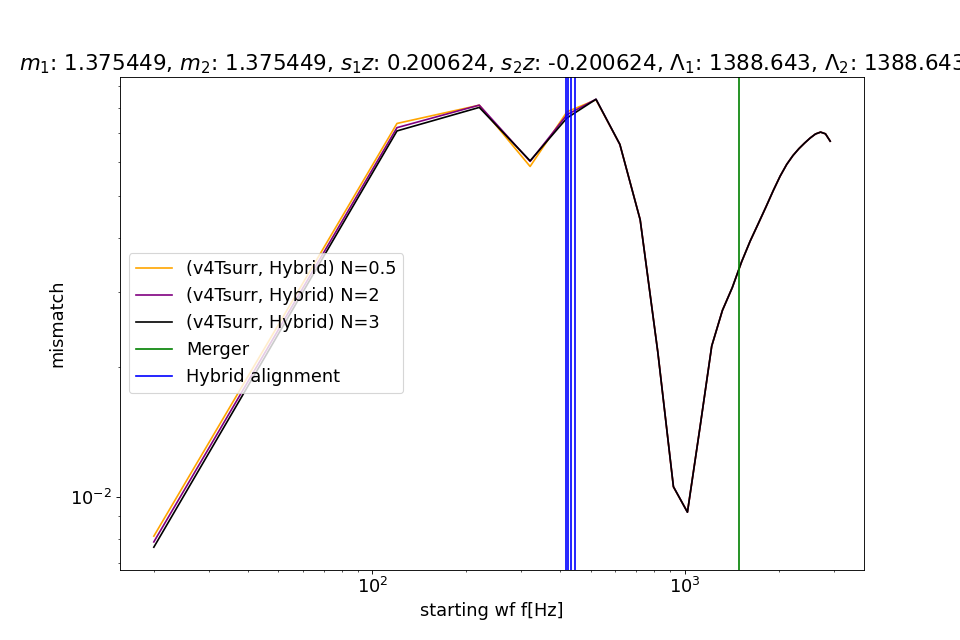 m₁: 1.375449, m₂: 1.375449, s₁z: 0.200624, s₂z: -0.200624, Λ₁: 1388.643, Λ₂: 1388.643
mismatch
10⁻²
(v4Tsurr, Hybrid) N=0.5
(v4Tsurr, Hybrid) N=2
(v4Tsurr, Hybrid) N=3
Merger
Hybrid alignment
10² 10³
starting wf f[Hz]